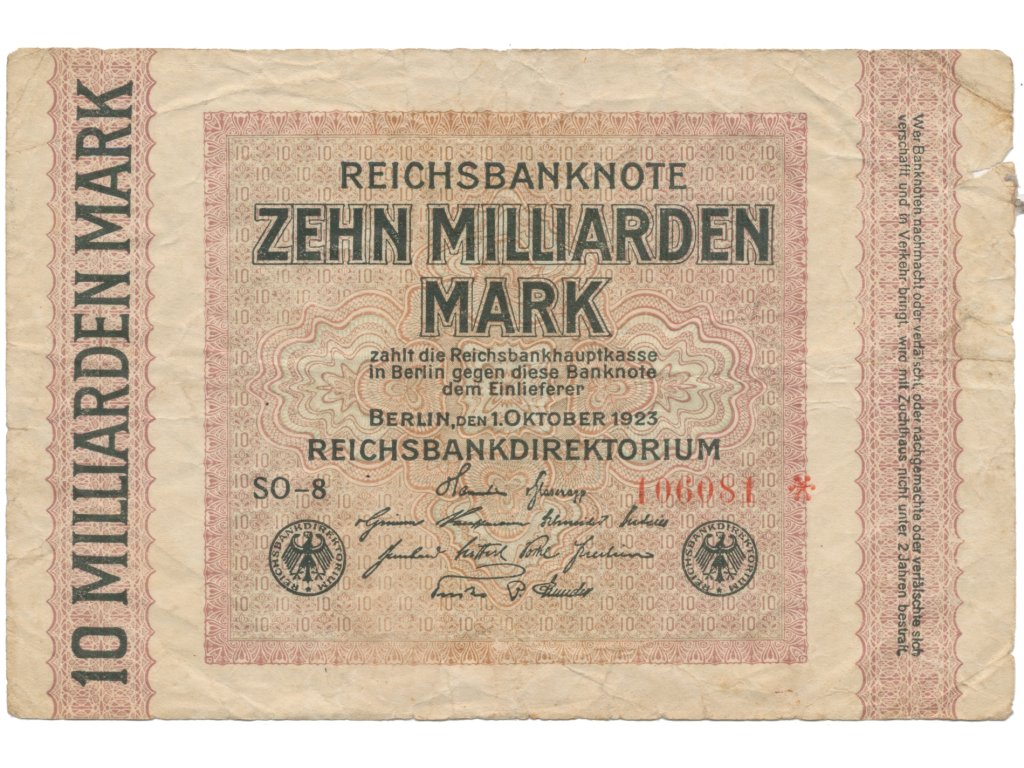 10 MILLIARDEN MARK
REICHSBANKNOTE
ZEHN MILLIARDEN
MARK
zahlt die Reichsbankhauptkasse
in Berlin gegen diese Banknote
dem Einlieferer
BERLIN, DEN 1. OKTOBER 1923
REICHSBANKDIREKTORIUM
SO-8
106081 *
REICHSBANKDIREKTORIUM
REICHSBANKDIREKTORIUM
Wer Banknoten nachmacht oder verfälscht, oder nachgemachte oder verfälschte sich
verschafft und in Verkehr bringt, wird mit Zuchthaus nicht unter 2 Jahren bestraft.